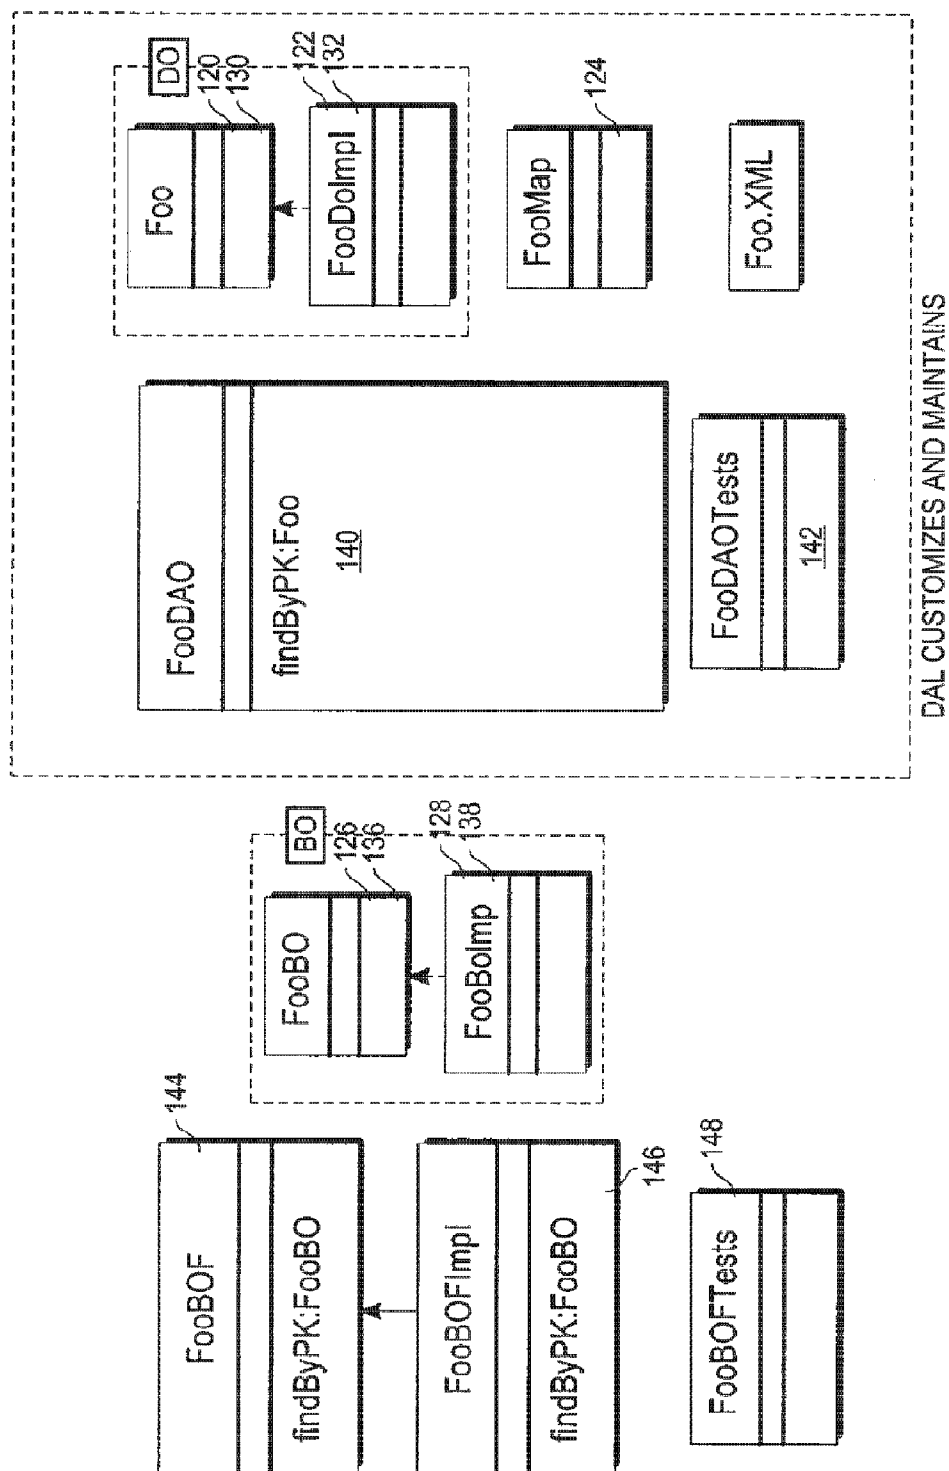 FooBOF
144
findByPK:FooBO
FooBOFImpl
findByPK:FooBO
146
FooBOFTests
148
BO
FooBO
126
136
FooBoImp
128
138
FooDAO
findByPK:Foo
140
FooDAOTests
142
DO
Foo
120
130
FooDoImpl
122
132
FooMap
124
Foo.XML
DAL CUSTOMIZES AND MAINTAINS